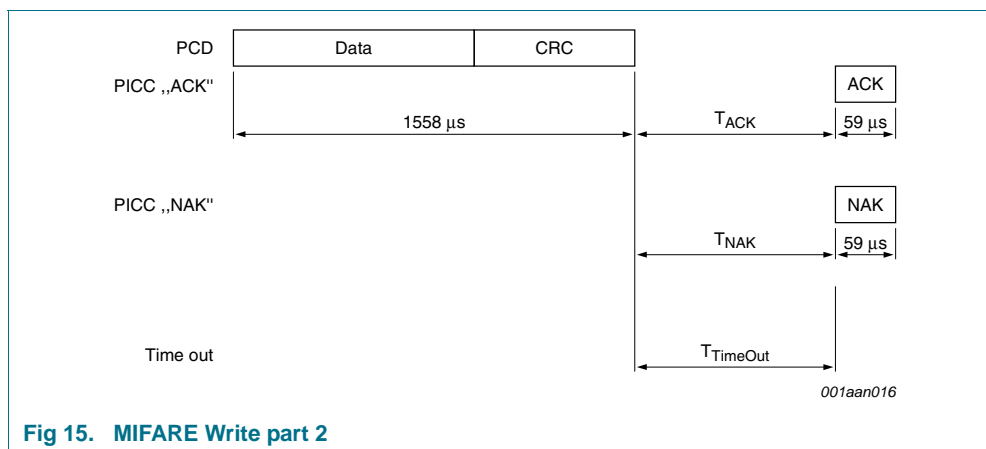 PCD Data CRC
PICC ,,ACK" ACK
1558 μs TACK 59 μs
PICC ,,NAK" NAK
TNAK 59 μs
Time out TTimeOut
001aan016
Fig 15. MIFARE Write part 2